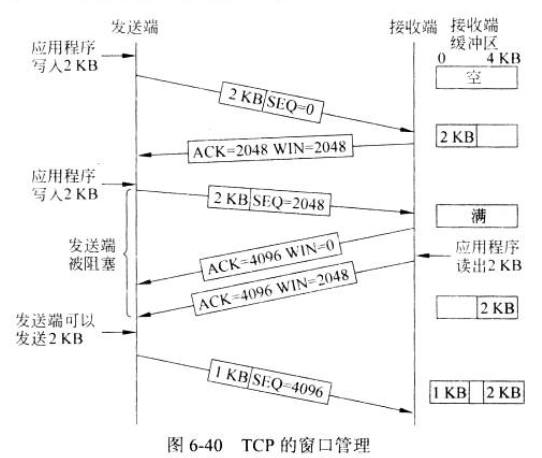 发送端
接收端
接收端
缓冲区
0 4 KB
应用程序
写入2 KB
空
2 KB SEQ=0
2 KB
ACK=2048 WIN=2048
应用程序
写入2 KB
2 KB SEQ=2048
满
发送端
被阻塞
ACK=4096 WIN=0
应用程序
读出2 KB
ACK=4096 WIN=2048
2 KB
发送端可以
发送2 KB
1 KB SEQ=4096
1 KB 2 KB
图 6-40 TCP 的窗口管理